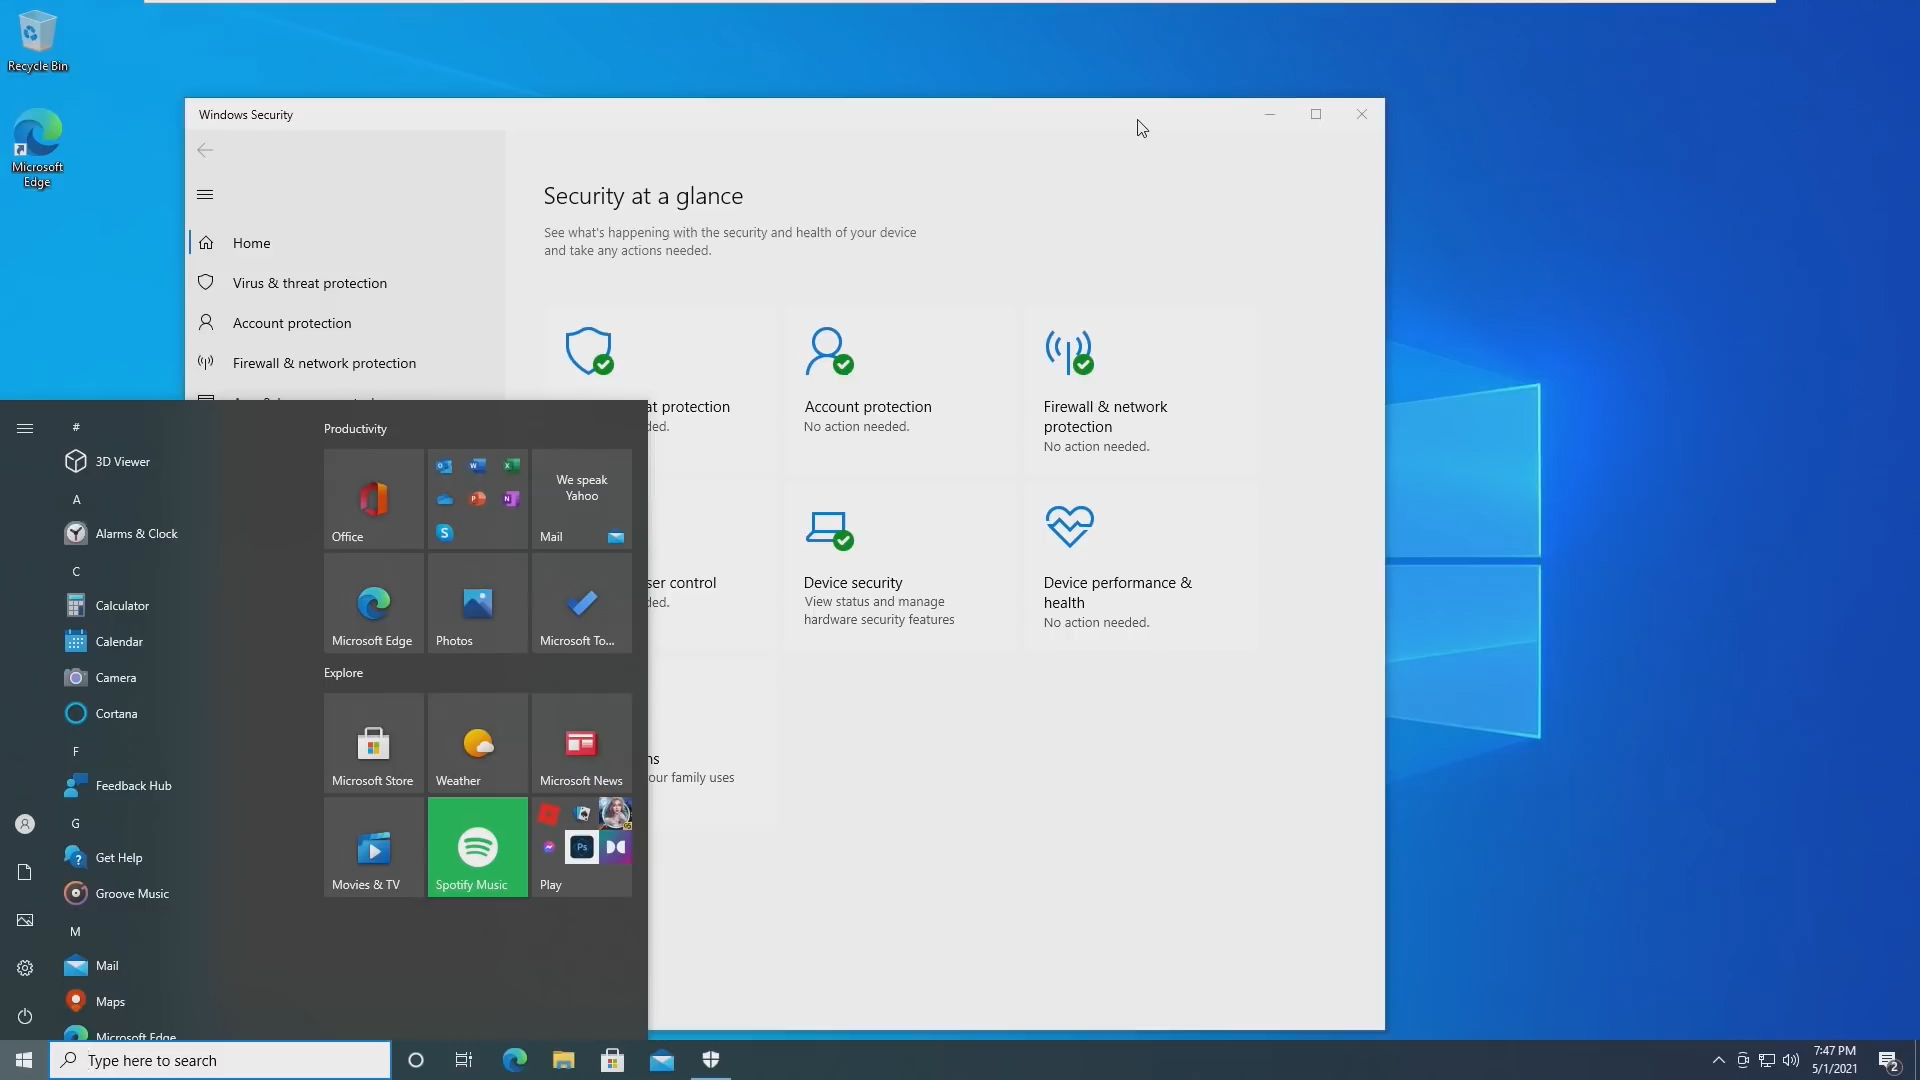 Recycle Bin
Microsoft
Edge
Windows Security
Home
Virus & threat protection
Account protection
Firewall & network protection
Security at a glance
See what's happening with the security and health of your device
and take any actions needed.
at protection
ded.
Account protection
No action needed.
Firewall & network
protection
No action needed.
ser control
ded.
Device security
View status and manage
hardware security features
Device performance &
health
No action needed.
ns
our family uses
#
3D Viewer
A
Alarms & Clock
C
Calculator
Calendar
Camera
Cortana
F
Feedback Hub
G
Get Help
Groove Music
M
Mail
Maps
Microsoft Edge
Productivity
Office
We speak
Yahoo
Mail
Microsoft Edge
Photos
Microsoft To...
Explore
Microsoft Store
Weather
Microsoft News
Movies & TV
Spotify Music
Ps
Play
Type here to search
7:47 PM
5/1/2021
2